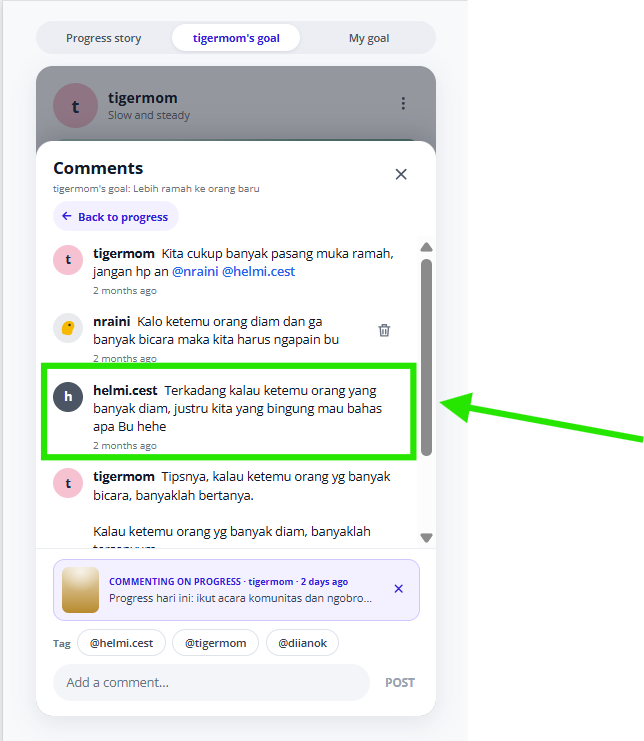 Progress story
tigermom's goal
My goal
t
tigermom
Slow and steady
Comments
tigermom's goal: Lebih ramah ke orang baru
Back to progress
t
tigermom Kita cukup banyak pasang muka ramah,
jangan hp an @nraini @helmi.cest
2 months ago
nraini Kalo ketemu orang diam dan ga
banyak bicara maka kita harus ngapain bu
2 months ago
h
helmi.cest Terkadang kalau ketemu orang yang
banyak diam, justru kita yang bingung mau bahas
apa Bu hehe
2 months ago
t
tigermom Tipsnya, kalau ketemu orang yg banyak
bicara, banyaklah bertanya.
Kalau ketemu orang yg banyak diam, banyaklah
COMMENTING ON PROGRESS · tigermom · 2 days ago
Progress hari ini: ikut acara komunitas dan ngobro...
Tag
@helmi.cest
@tigermom
@diianok
Add a comment...
POST